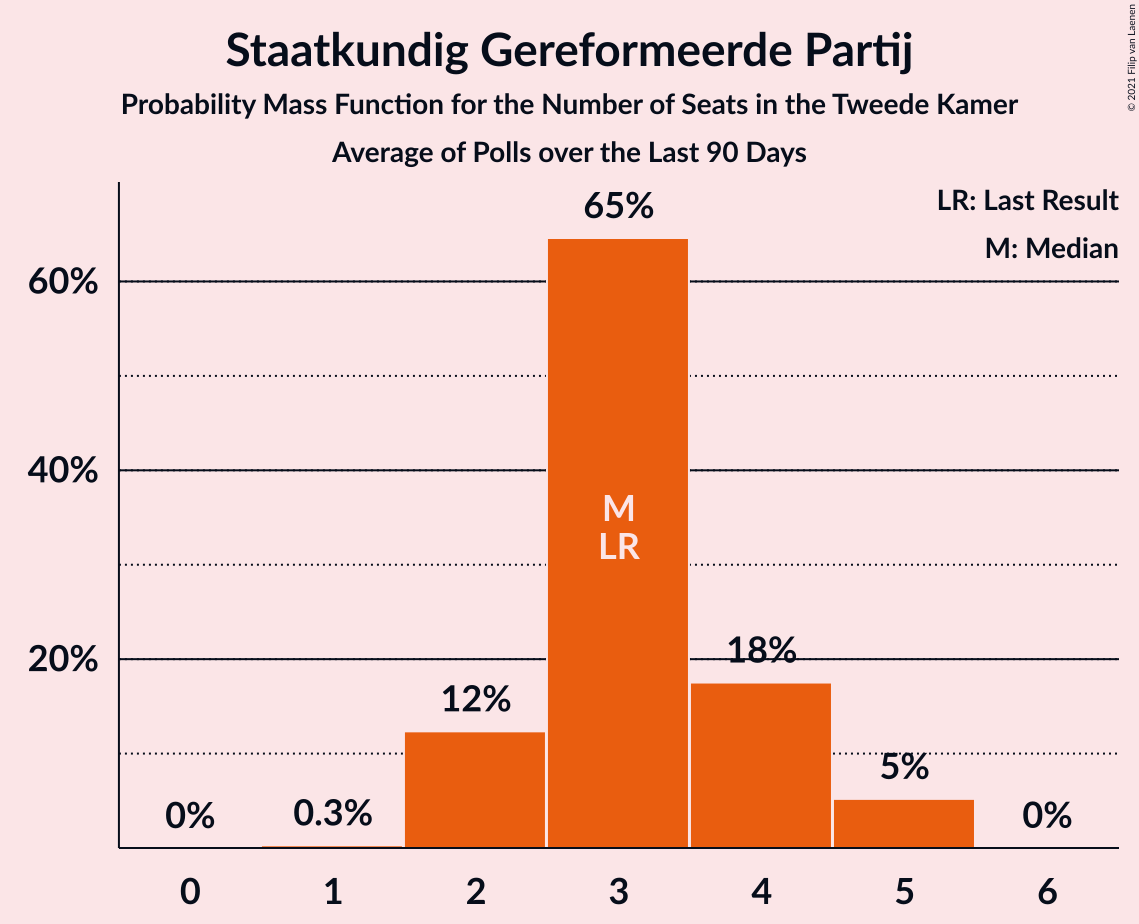 Staatkundig Gereformeerde Partij
Probability Mass Function for the Number of Seats in the Tweede Kamer
Average of Polls over the Last 90 Days
© 2021 Filip van Laenen
LR: Last Result
M: Median
65%
60%
40%
M
LR
20%
18%
12%
5%
0%
0.3%
0%
0 1 2 3 4 5 6